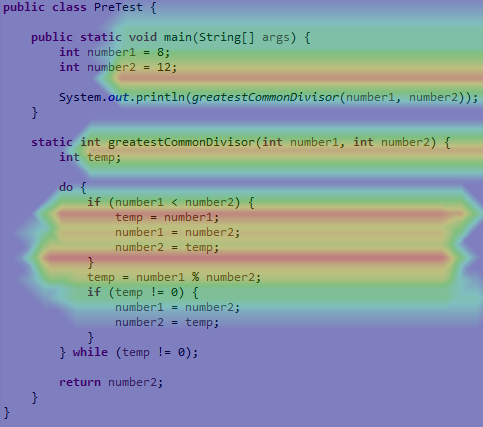 public class PreTest {
public static void main(String[] args) {
int number1 = 8;
int number2 = 12;
System.out.println(greatestCommonDivisor(number1, number2));
}
static int greatestCommonDivisor(int number1, int number2) {
int temp;
do {
if (number1 < number2) {
temp = number1;
number1 = number2;
number2 = temp;
}
temp = number1 % number2;
if (temp != 0) {
number1 = number2;
number2 = temp;
}
} while (temp != 0);
return number2;
}
}